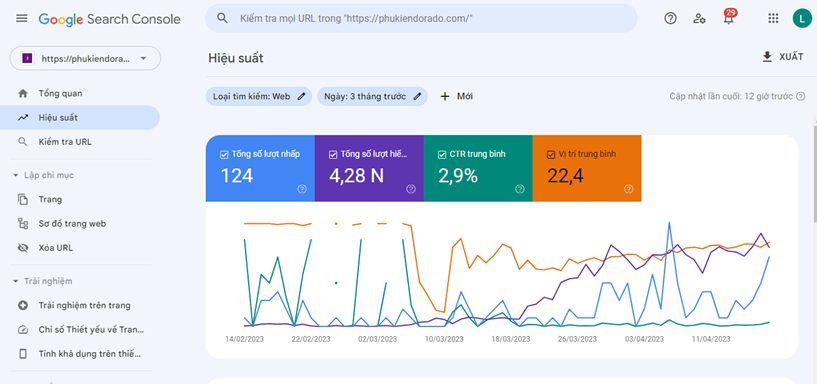 Google Search Console
Kiểm tra mọi URL trong "https://phukiendorado.com/"
29
L
https://phukiendora...
Hiệu suất
XUẤT
Tổng quan
Hiệu suất
Kiểm tra URL
Loại tìm kiếm: Web
Ngày: 3 tháng trước
Mới
Cập nhật lần cuối: 12 giờ trước
Lập chỉ mục
Trang
Sơ đồ trang web
Xóa URL
Trải nghiệm
Trải nghiệm trên trang
Chỉ số Thiết yếu về Tran...
Tính khả dụng trên thiế...
Tổng số lượt nhấp
124
Tổng số lượt hiể...
4,28 N
CTR trung bình
2,9%
Vị trí trung bình
22,4
14/02/2023
22/02/2023
02/03/2023
10/03/2023
18/03/2023
26/03/2023
03/04/2023
11/04/2023